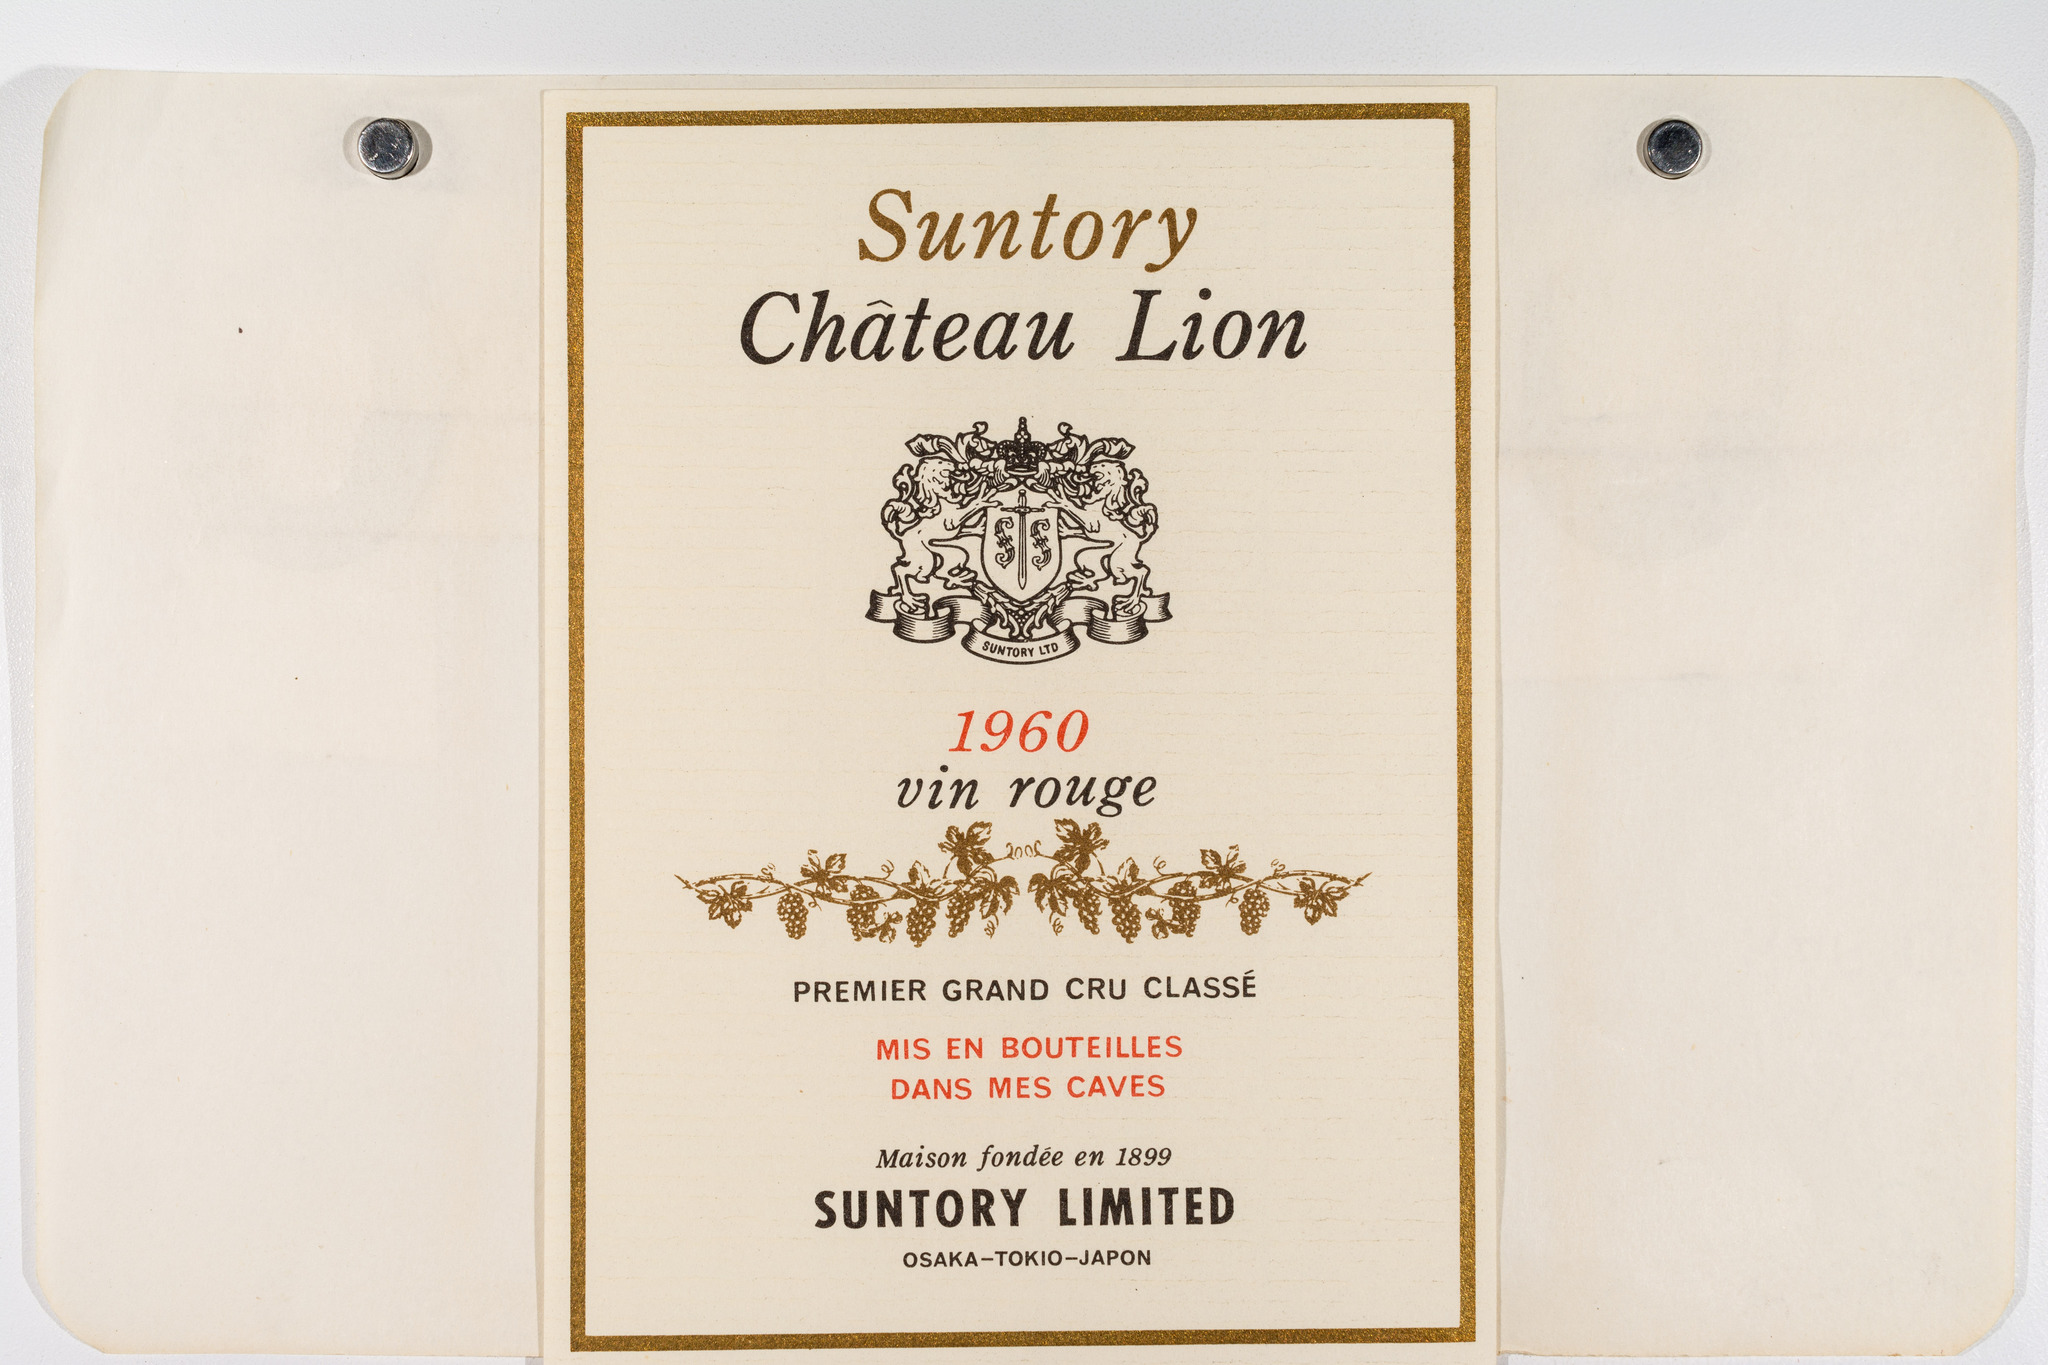 Suntory
Château Lion
SUNTORY LTD
1960
vin rouge
PREMIER GRAND CRU CLASSÉ
MIS EN BOUTEILLES
DANS MES CAVES
Maison fondée en 1899
SUNTORY LIMITED
OSAKA–TOKIO–JAPON